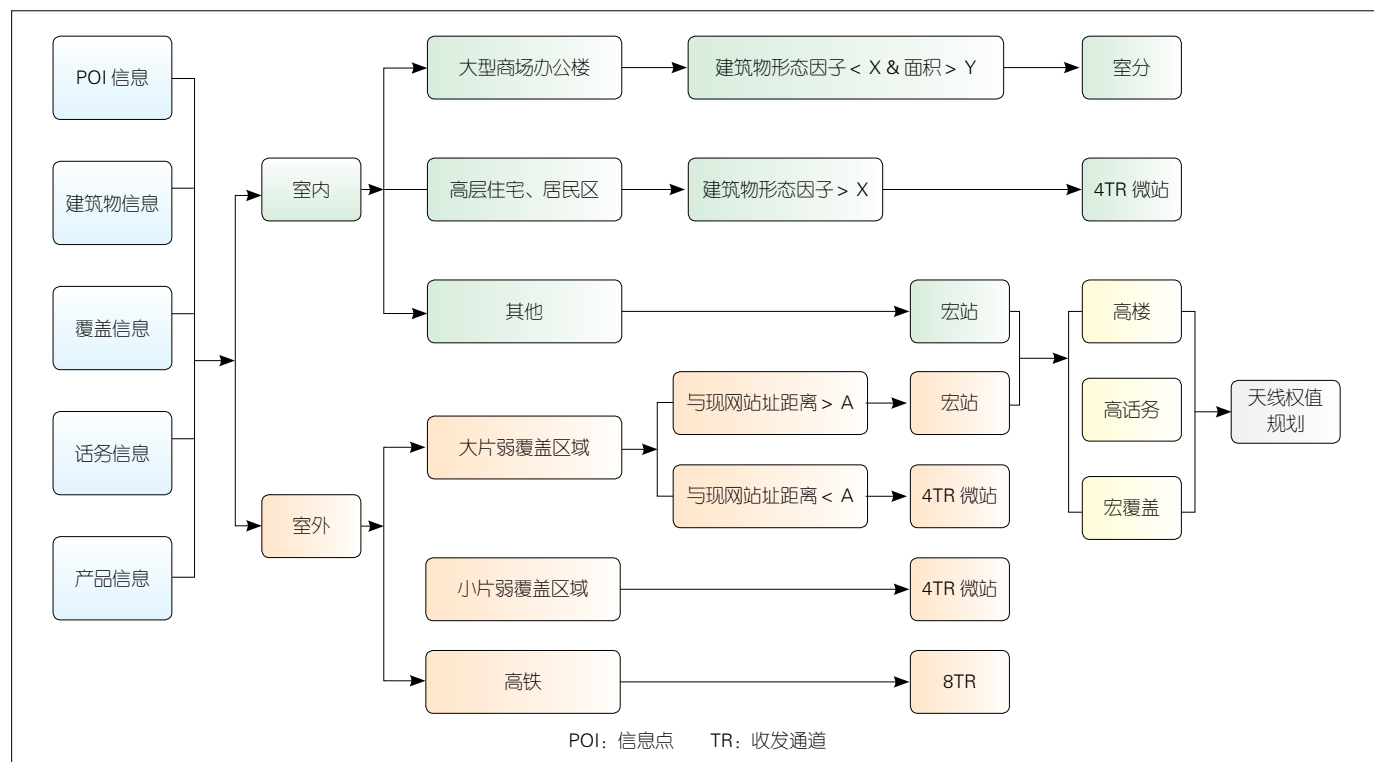 POI 信息
建筑物信息
覆盖信息
话务信息
产品信息
室内
室外
大型商场办公楼
建筑物形态因子 < X & 面积 > Y
室分
高层住宅、居民区
建筑物形态因子 > X
4TR 微站
其他
宏站
大片弱覆盖区域
与现网站址距离 > A
宏站
与现网站址距离 < A
4TR 微站
小片弱覆盖区域
4TR 微站
高铁
8TR
高楼
高话务
宏覆盖
天线权值
规划
POI：信息点 TR：收发通道